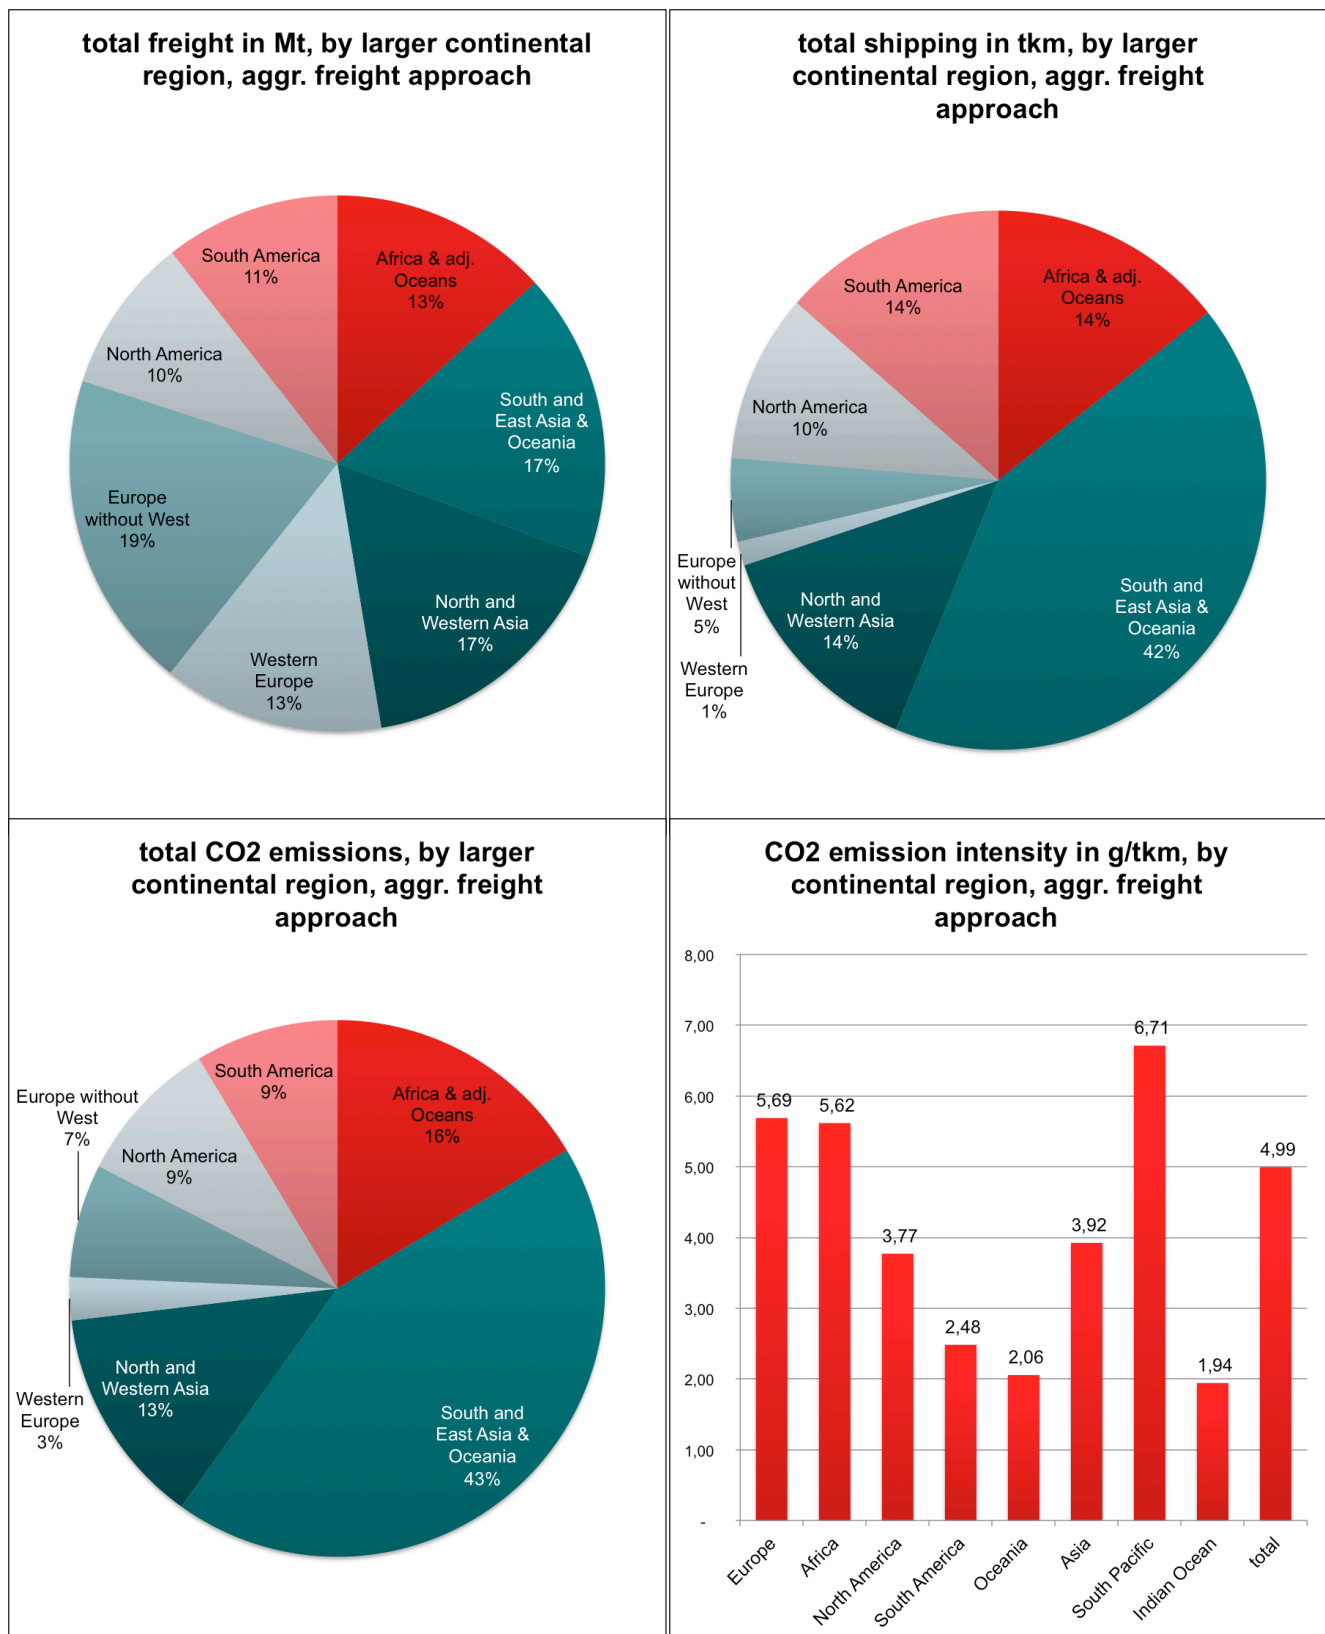 total freight in Mt, by larger continental
region, aggr. freight approach
South America
11%
Africa & adj.
Oceans
13%
North America
10%
South and
East Asia &
Oceania
17%
Europe
without West
19%
North and
Western Asia
17%
Western
Europe
13%
total shipping in tkm, by larger
continental region, aggr. freight
approach
South America
14%
Africa & adj.
Oceans
14%
North America
10%
Europe
without
West
5%
Western
Europe
1%
North and
Western Asia
14%
South and
East Asia &
Oceania
42%
total CO2 emissions, by larger
continental region, aggr. freight
approach
South America
9%
Africa & adj.
Oceans
16%
Europe without
West
7%
North America
9%
Western
Europe
3%
North and
Western Asia
13%
South and
East Asia &
Oceania
43%
CO2 emission intensity in g/tkm, by
continental region, aggr. freight
approach
8,00
7,00
6,00
5,00
4,00
3,00
2,00
1,00
-
5,69
5,62
3,77
2,48
2,06
3,92
6,71
1,94
4,99
Europe
Africa
North America
South America
Oceania
Asia
South Pacific
Indian Ocean
total